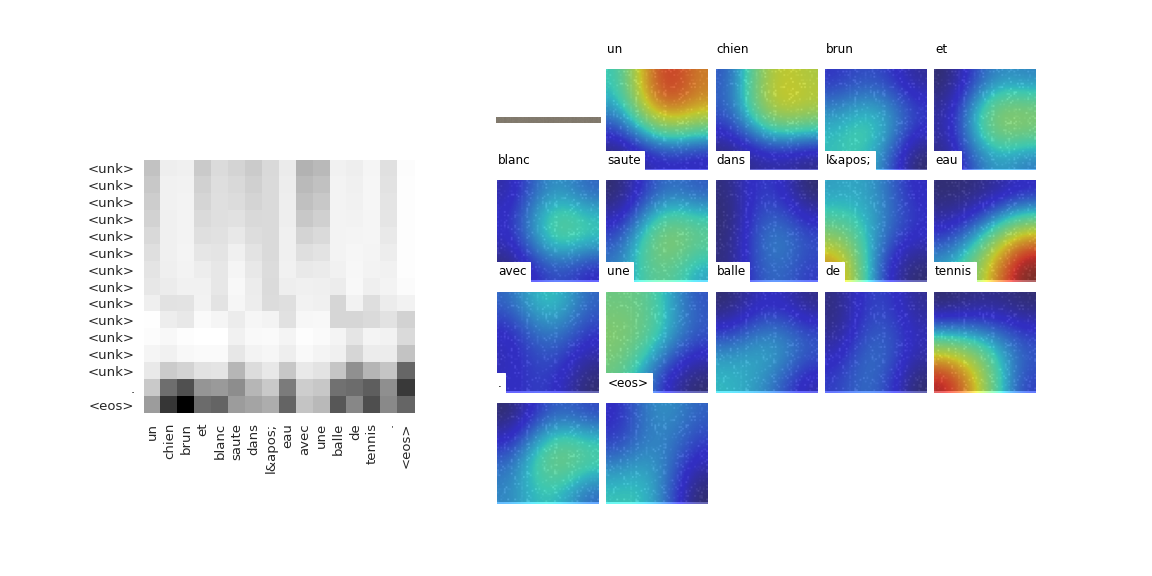 un chien brun et
blanc saute dans l&apos; eau
avec une balle de tennis
. <eos>
<unk>
<unk>
<unk>
<unk>
<unk>
<unk>
<unk>
<unk>
<unk>
<unk>
<unk>
<unk>
<unk>
.
<eos>
un chien brun et blanc saute dans l&apos; eau avec une balle de tennis . <eos>